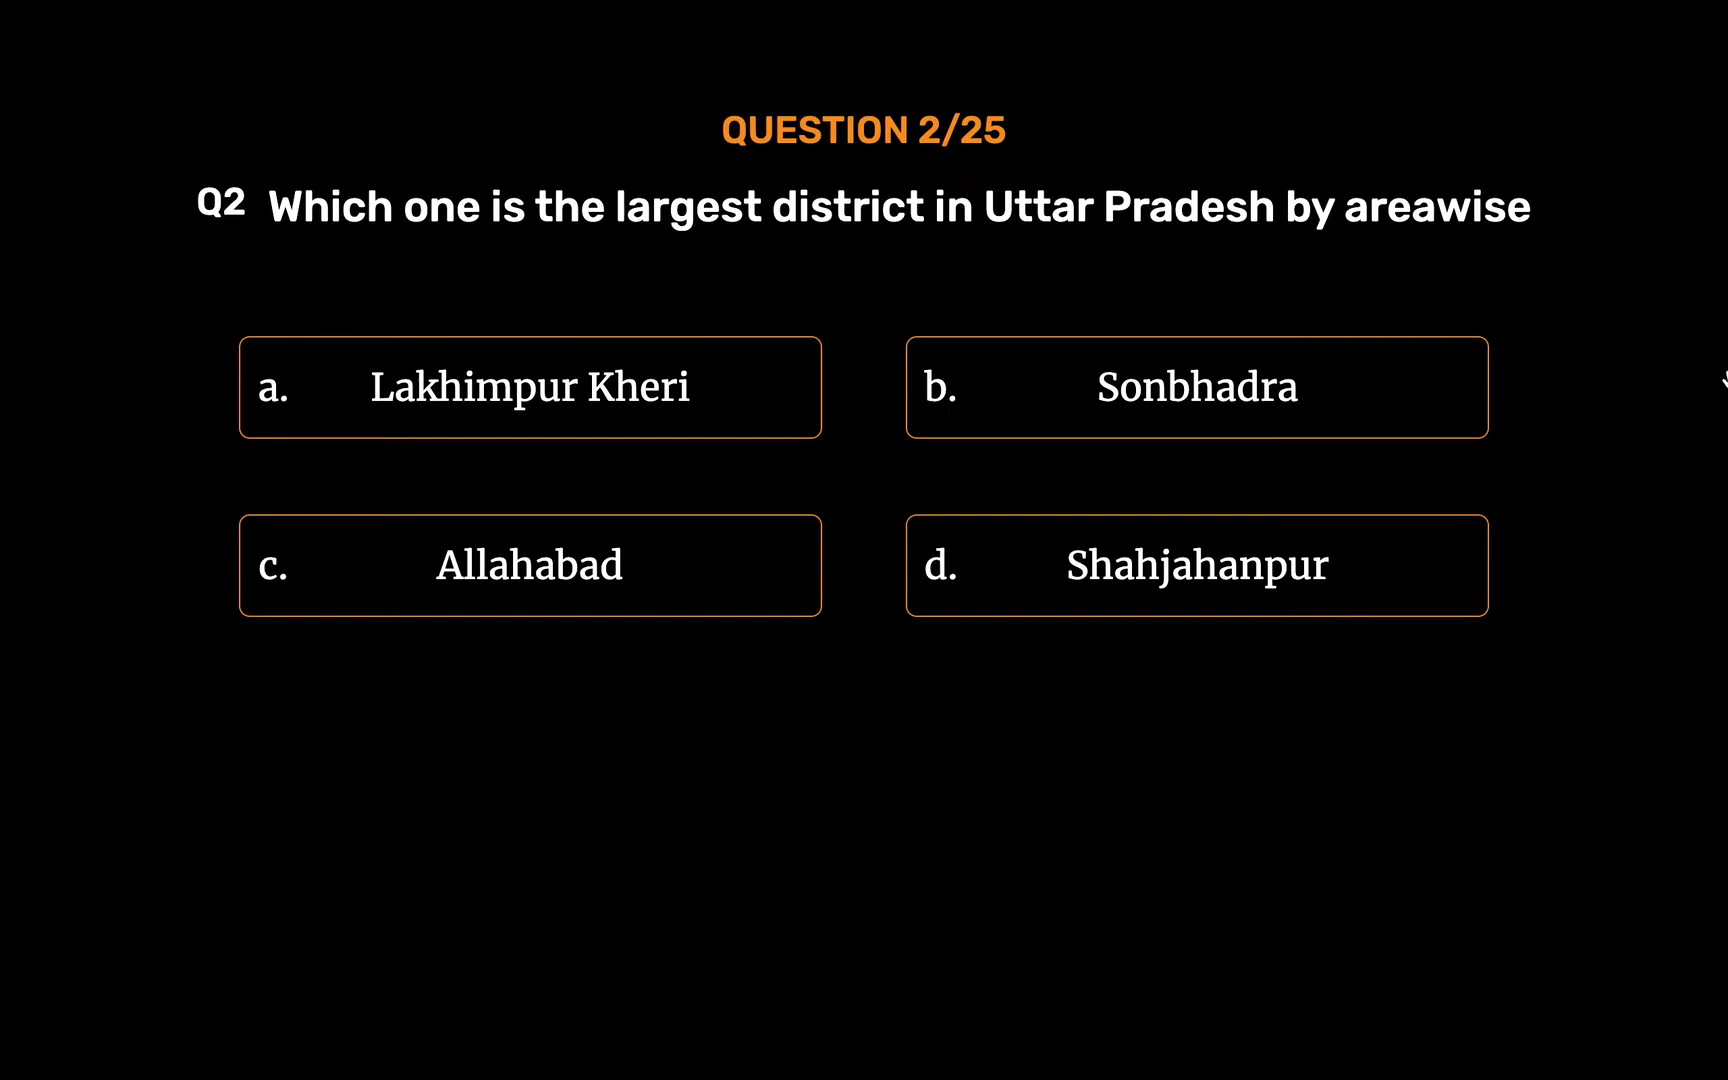 QUESTION 2/25
Q2 Which one is the largest district in Uttar Pradesh by areawise
a. Lakhimpur Kheri
b. Sonbhadra
c. Allahabad
d. Shahjahanpur